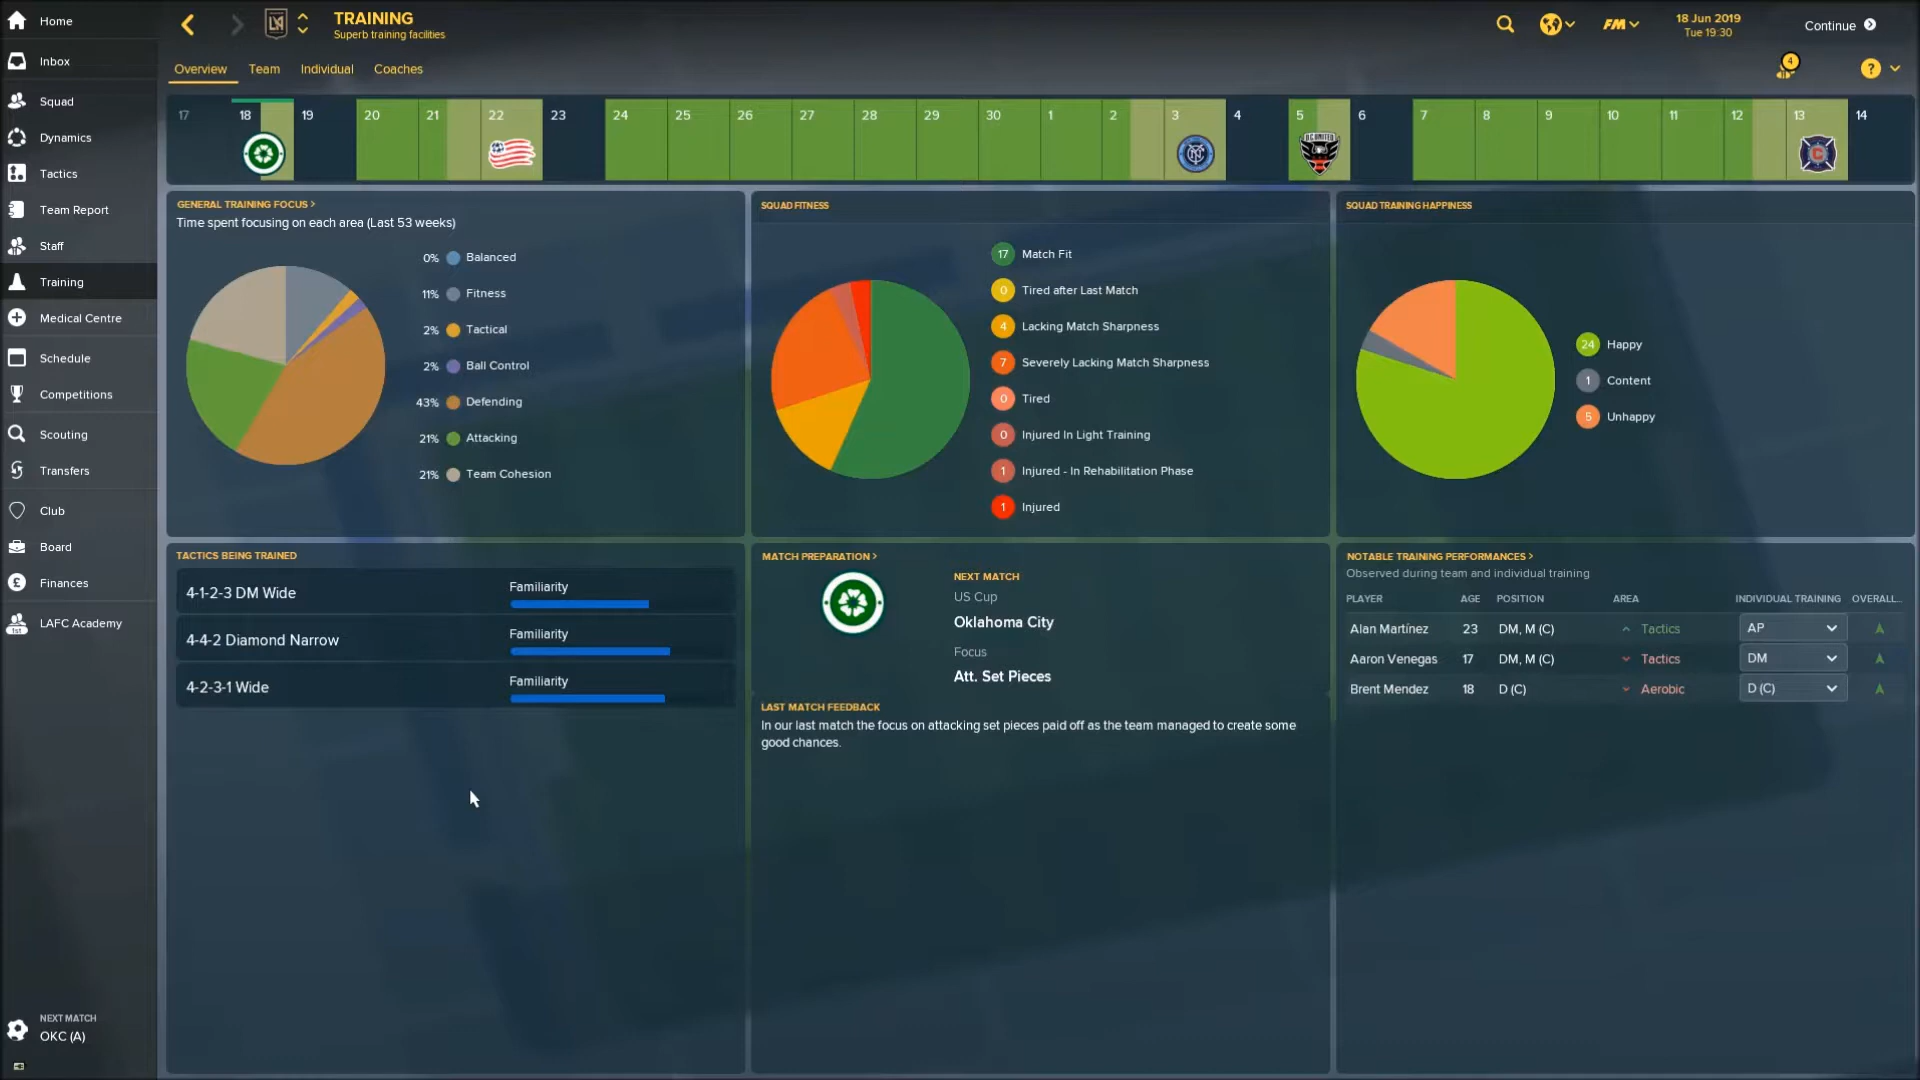 Home
Inbox
Squad
Dynamics
Tactics
Team Report
Staff
Training
Medical Centre
Schedule
Competitions
Scouting
Transfers
Club
Board
Finances
1st
LAFC Academy
NEXT MATCH
OKC (A)
LA
TRAINING
Superb training facilities
FM
18 Jun 2019
Tue 19:30
Continue
Overview Team Individual Coaches
4
?
17 18 19 20 21 22 23 24 25 26 27 28 29 30 1 2 3 4 5 6 7 8 9 10 11 12 13 14
D.C. UNITED
C
GENERAL TRAINING FOCUS >
Time spent focusing on each area (Last 53 weeks)
0% Balanced
11% Fitness
2% Tactical
2% Ball Control
43% Defending
21% Attacking
21% Team Cohesion
SQUAD FITNESS
17 Match Fit
0 Tired after Last Match
4 Lacking Match Sharpness
7 Severely Lacking Match Sharpness
0 Tired
0 Injured In Light Training
1 Injured - In Rehabilitation Phase
1 Injured
SQUAD TRAINING HAPPINESS
24 Happy
1 Content
5 Unhappy
TACTICS BEING TRAINED
4-1-2-3 DM Wide Familiarity
4-4-2 Diamond Narrow Familiarity
4-2-3-1 Wide Familiarity
MATCH PREPARATION >
NEXT MATCH
US Cup
Oklahoma City
Focus
Att. Set Pieces
LAST MATCH FEEDBACK
In our last match the focus on attacking set pieces paid off as the team managed to create some
good chances.
NOTABLE TRAINING PERFORMANCES >
Observed during team and individual training
PLAYER AGE POSITION AREA INDIVIDUAL TRAINING OVERALL...
Alan Martínez 23 DM, M (C) Tactics AP
Aaron Venegas 17 DM, M (C) Tactics DM
Brent Mendez 18 D (C) Aerobic D (C)